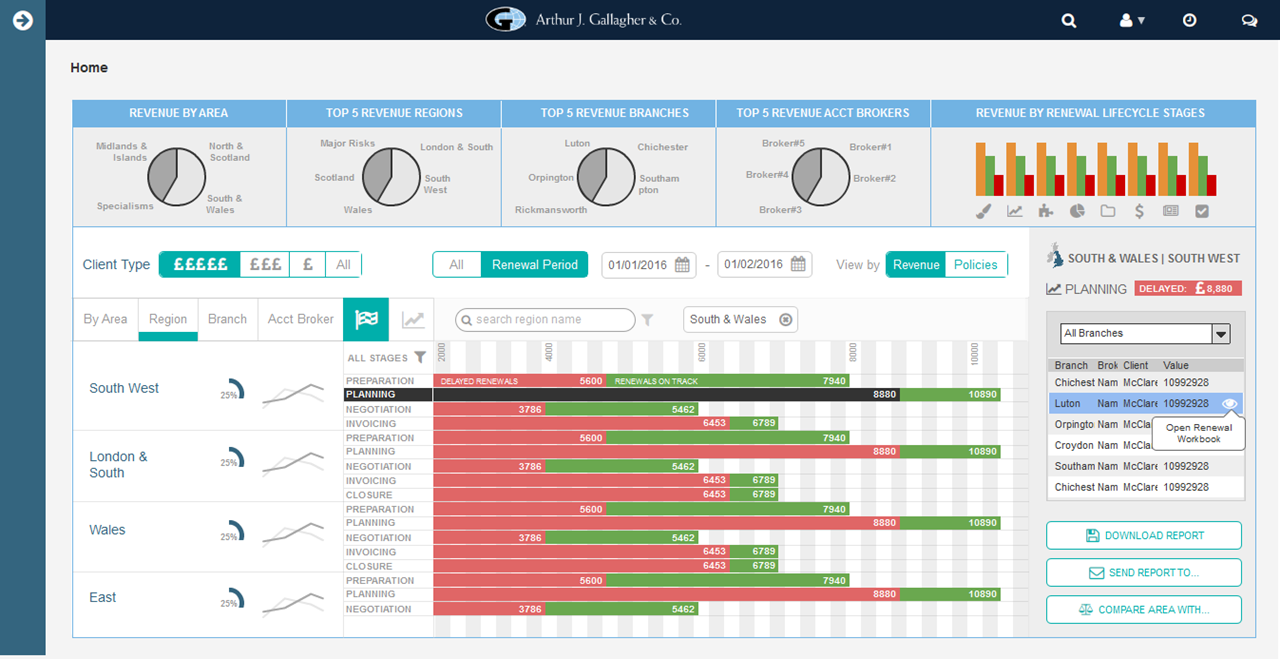 Arthur J. Gallagher & Co.
Home
REVENUE BY AREA
TOP 5 REVENUE REGIONS
TOP 5 REVENUE BRANCHES
TOP 5 REVENUE ACCT BROKERS
REVENUE BY RENEWAL LIFECYCLE STAGES
Midlands &
Islands
North &
Scotland
Specialisms
South &
Wales
Major Risks
London & South
Scotland
South
West
Wales
Luton
Chichester
Orpington
Southam
pton
Rickmansworth
Broker#5
Broker#1
Broker#4
Broker#2
Broker#3
Client Type
£££££
£££
£
All
All
Renewal Period
01/01/2016
-
01/02/2016
View by
Revenue
Policies
By Area
Region
Branch
Acct Broker
search region name
South & Wales
ALL STAGES
2000
4000
6000
8000
10000
South West
25%
PREPARATION DELAYED RENEWALS 5600 RENEWALS ON TRACK 7940
PLANNING 8880 10890
NEGOTIATION 3786 5462
INVOICING 6453 6789
London &
South
25%
PREPARATION 5600 7940
PLANNING 8880 10890
NEGOTIATION 3786 5462
INVOICING 6453 6789
CLOSURE 6453 6789
Wales
25%
PREPARATION 5600 7940
PLANNING 8880 10890
NEGOTIATION 3786 5462
INVOICING 6453 6789
CLOSURE 6453 6789
East
25%
PREPARATION 5600 7940
PLANNING 8880 10890
NEGOTIATION 3786 5462
SOUTH & WALES | SOUTH WEST
PLANNING
DELAYED: £8,880
All Branches
Branch Brok Client Value
Chichest Nam McClare 10992928
Luton Nam McClare 10992928
Orpingto Nam McCla
Croydon Nam McCla
Open Renewal
Workbook
Southam Nam McClare 10992928
Chichest Nam McClare 10992928
DOWNLOAD REPORT
SEND REPORT TO...
COMPARE AREA WITH...